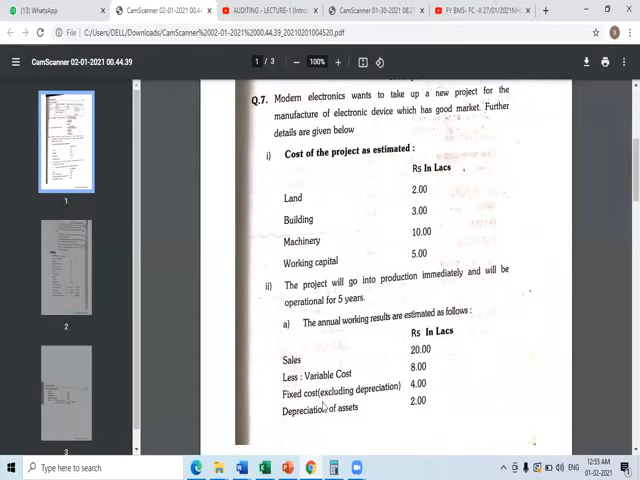 (13) WhatsApp
CamScanner 02-01-2021 00.44
AUDITING - LECTURE-1 (Introd
CamScanner 01-30-2021 08.2
FY BMS- FC -II 27/01/2021NH
File | C:/Users/DELL/Downloads/CamScanner%2002-01-2021%2000.44.39_20210201004520.pdf
CamScanner 02-01-2021 00.44.39
1 / 3
100%
Q.7. Modern electronics wants to take up a new project for the
manufacture of electronic device which has good market. Further
details are given below
i) Cost of the project as estimated :
Rs In Lacs
Land 2.00
Building 3.00
Machinery 10.00
Working capital 5.00
ii) The project will go into production immediately and will be
operational for 5 years.
a) The annual working results are estimated as follows :
Rs In Lacs
Sales 20.00
Less : Variable Cost 8.00
Fixed cost(excluding depreciation) 4.00
Depreciation of assets 2.00
1
2
3
Type here to search
ENG
12:55 AM
01-02-2021